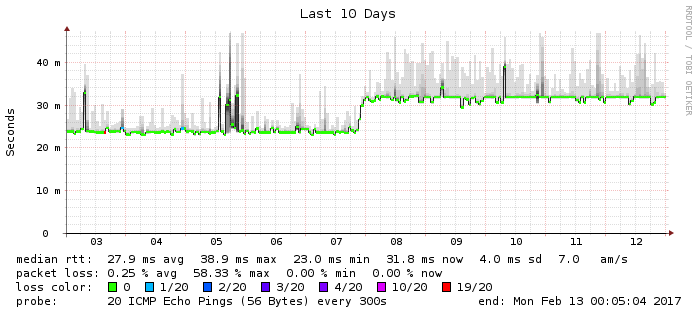 Last 10 Days
RRDTOOL / TOBI OETIKER
Seconds
40 m
30 m
20 m
10 m
0
03 04 05 06 07 08 09 10 11 12
median rtt: 27.9 ms avg 38.9 ms max 23.0 ms min 31.8 ms now 4.0 ms sd 7.0 am/s
packet loss: 0.25 % avg 58.33 % max 0.00 % min 0.00 % now
loss color: 0 1/20 2/20 3/20 4/20 10/20 19/20
probe: 20 ICMP Echo Pings (56 Bytes) every 300s end: Mon Feb 13 00:05:04 2017